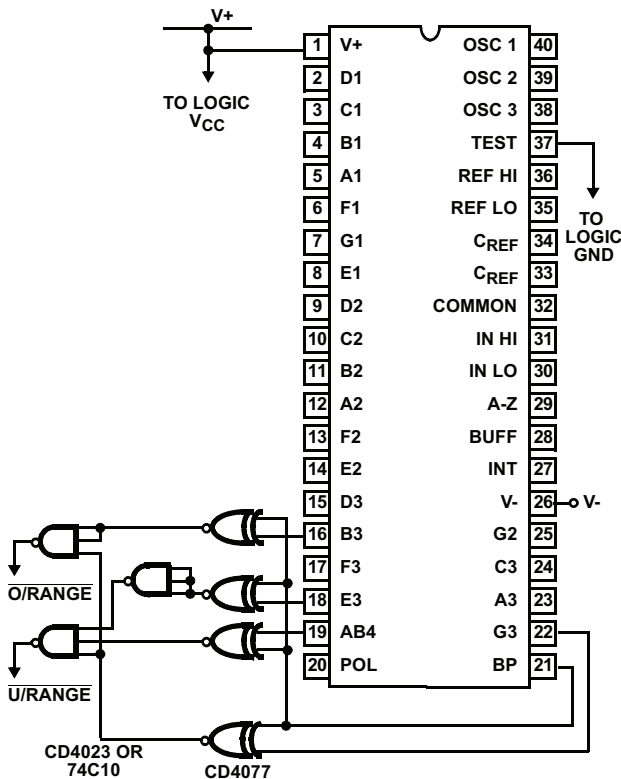 V+
TO LOGIC
VCC
1 V+ OSC 1 40
2 D1 OSC 2 39
3 C1 OSC 3 38
4 B1 TEST 37
5 A1 REF HI 36
6 F1 REF LO 35
7 G1 CREF 34
8 E1 CREF 33
9 D2 COMMON 32
10 C2 IN HI 31
11 B2 IN LO 30
12 A2 A-Z 29
13 F2 BUFF 28
14 E2 INT 27
15 D3 V- 26 V-
16 B3 G2 25
17 F3 C3 24
18 E3 A3 23
19 AB4 G3 22
20 POL BP 21
TO
LOGIC
GND
O/RANGE
U/RANGE
CD4023 OR
74C10
CD4077